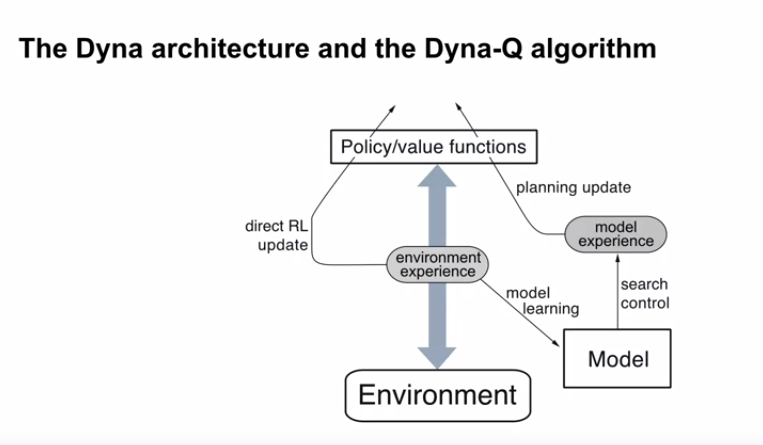 The Dyna architecture and the Dyna-Q algorithm
Policy/value functions
planning update
direct RL
update
model
experience
environment
experience
search
control
model
learning
Model
Environment